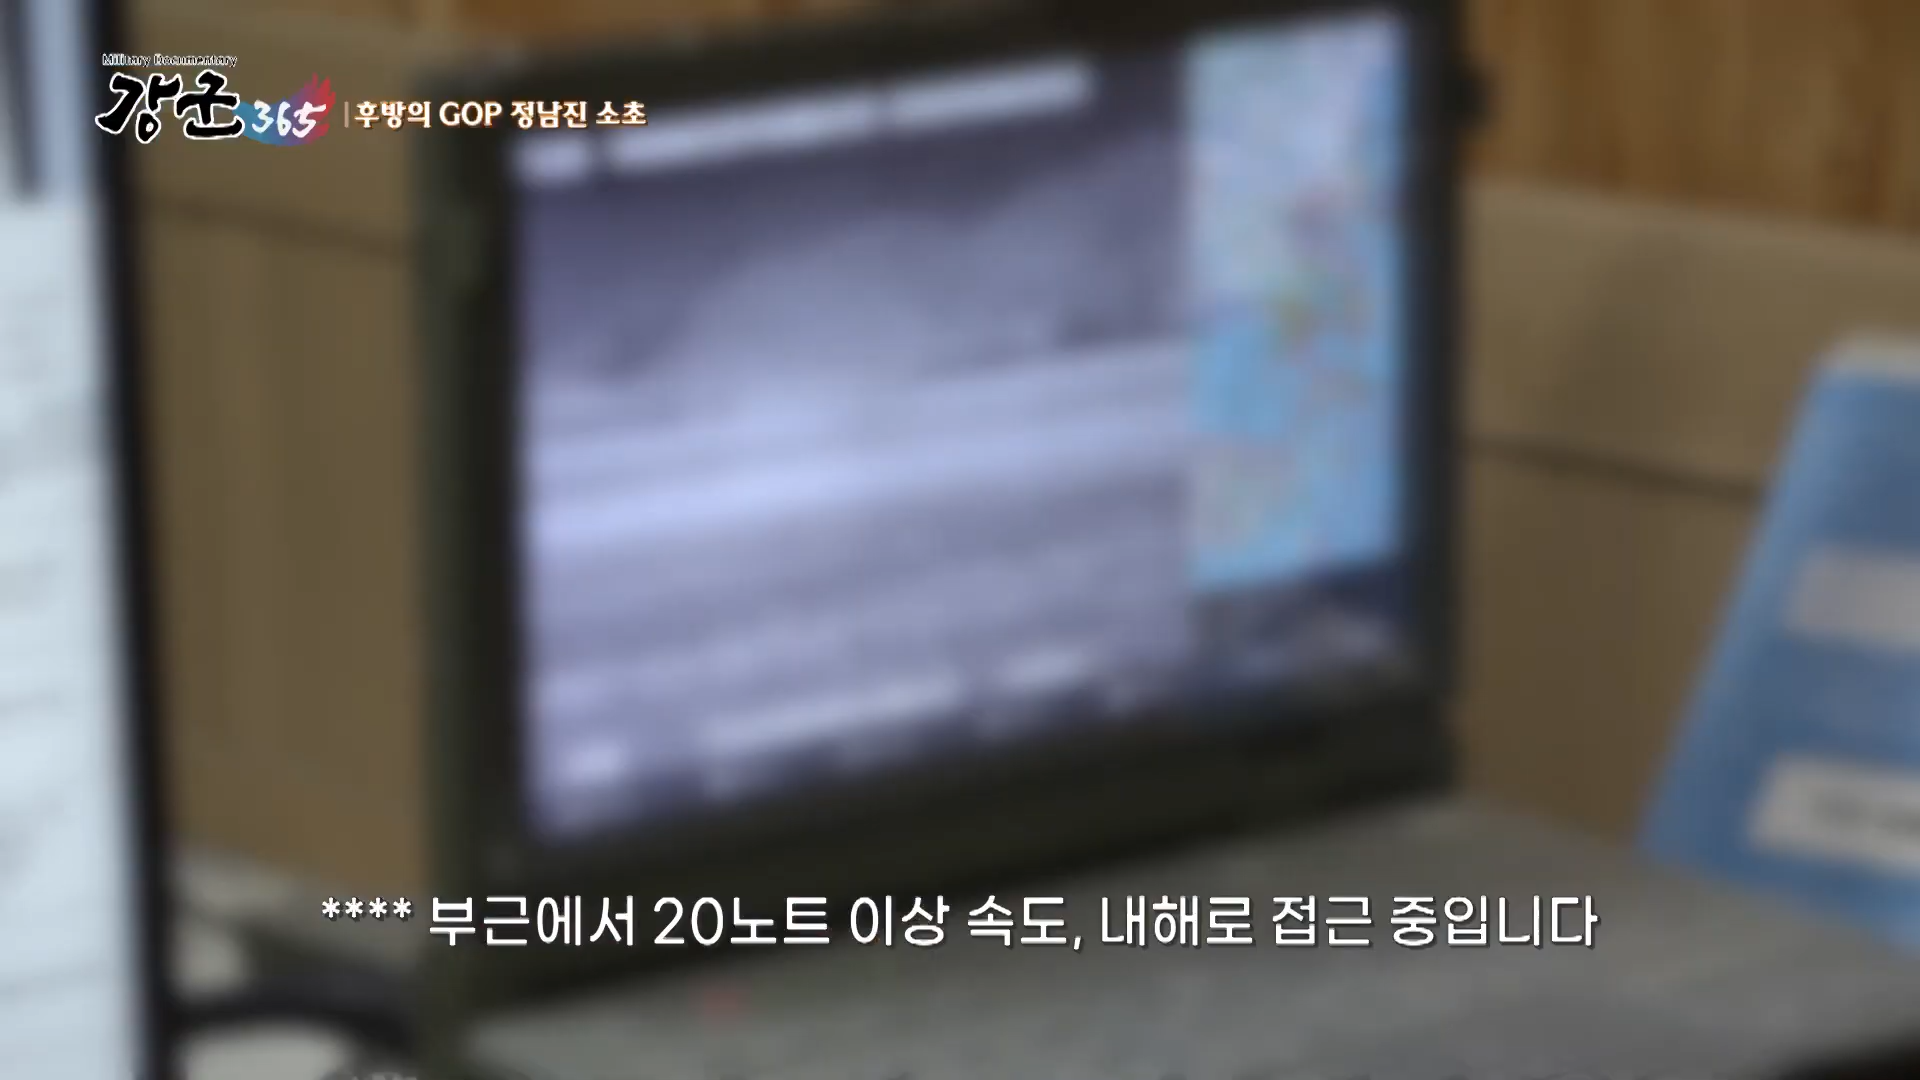 Military Documentary
강군365 | 후방의 GOP 정남진 소초
**** 부근에서 20노트 이상 속도, 내해로 접근 중입니다